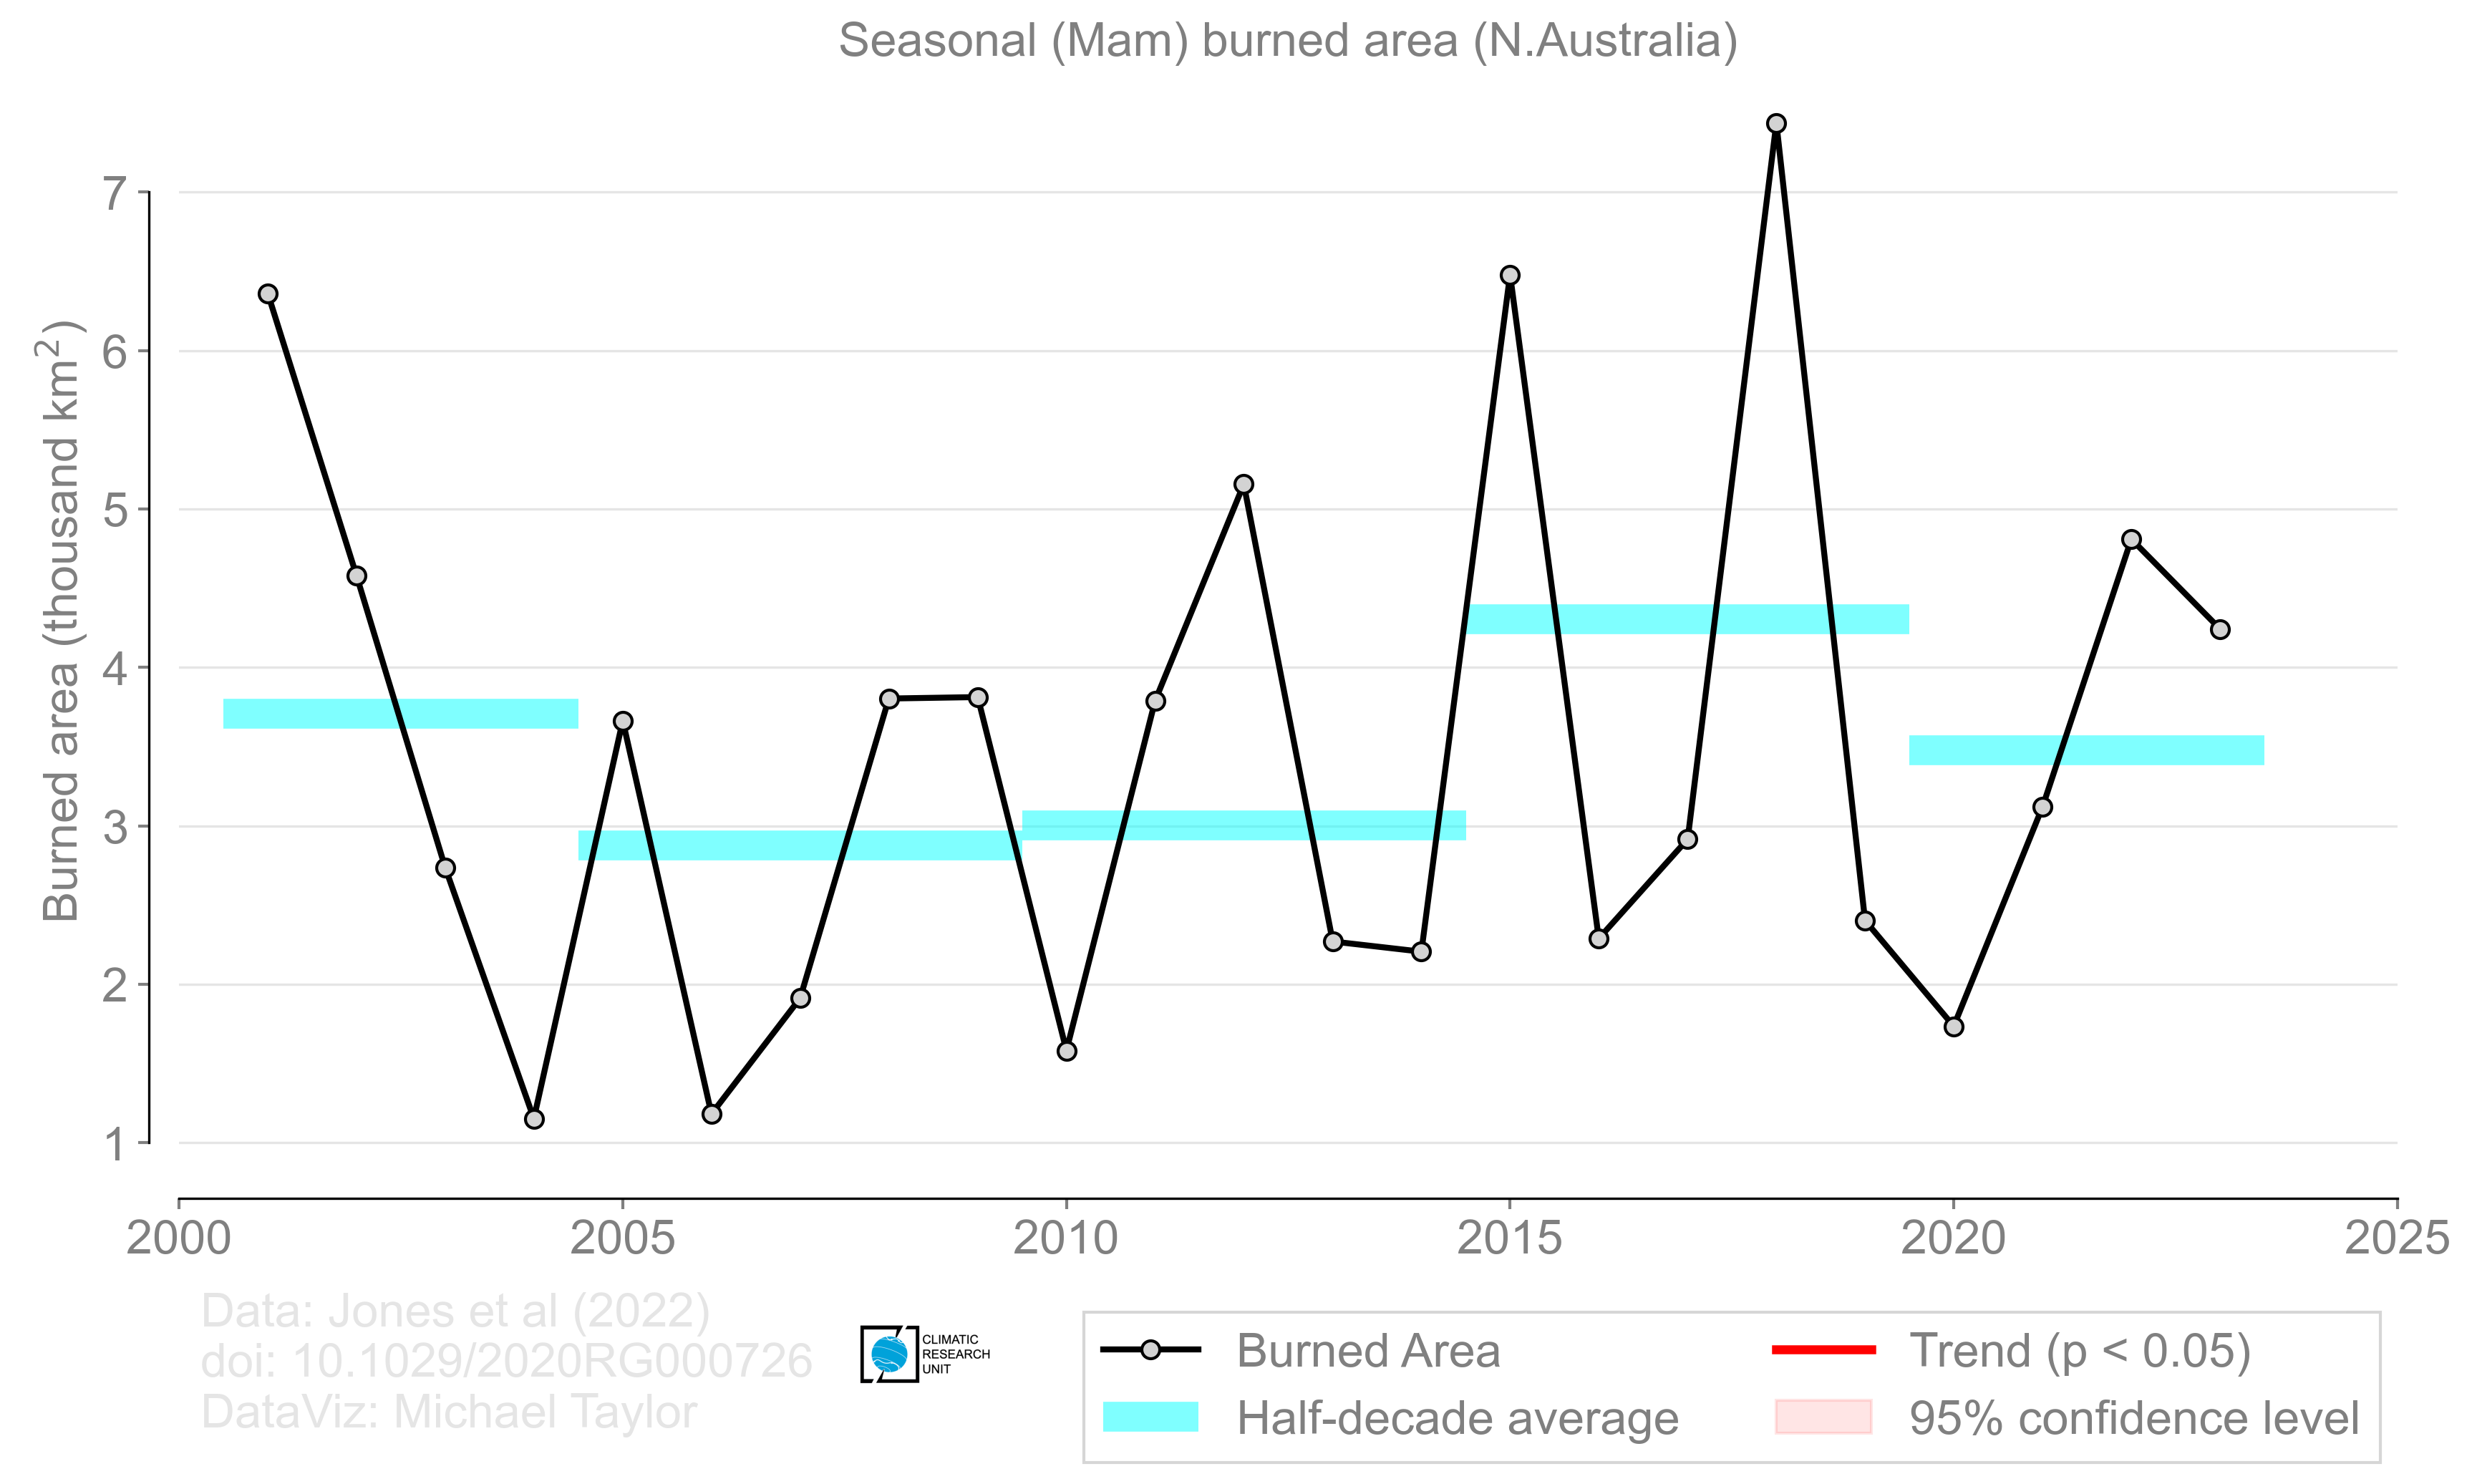 Seasonal (Mam) burned area (N.Australia)
Burned area (thousand km²)
7
6
5
4
3
2
1
2000 2005 2010 2015 2020 2025
Data: Jones et al (2022)
doi: 10.1029/2020RG000726
DataViz: Michael Taylor
CLIMATIC
RESEARCH
UNIT
Burned Area
Half-decade average
Trend (p < 0.05)
95% confidence level